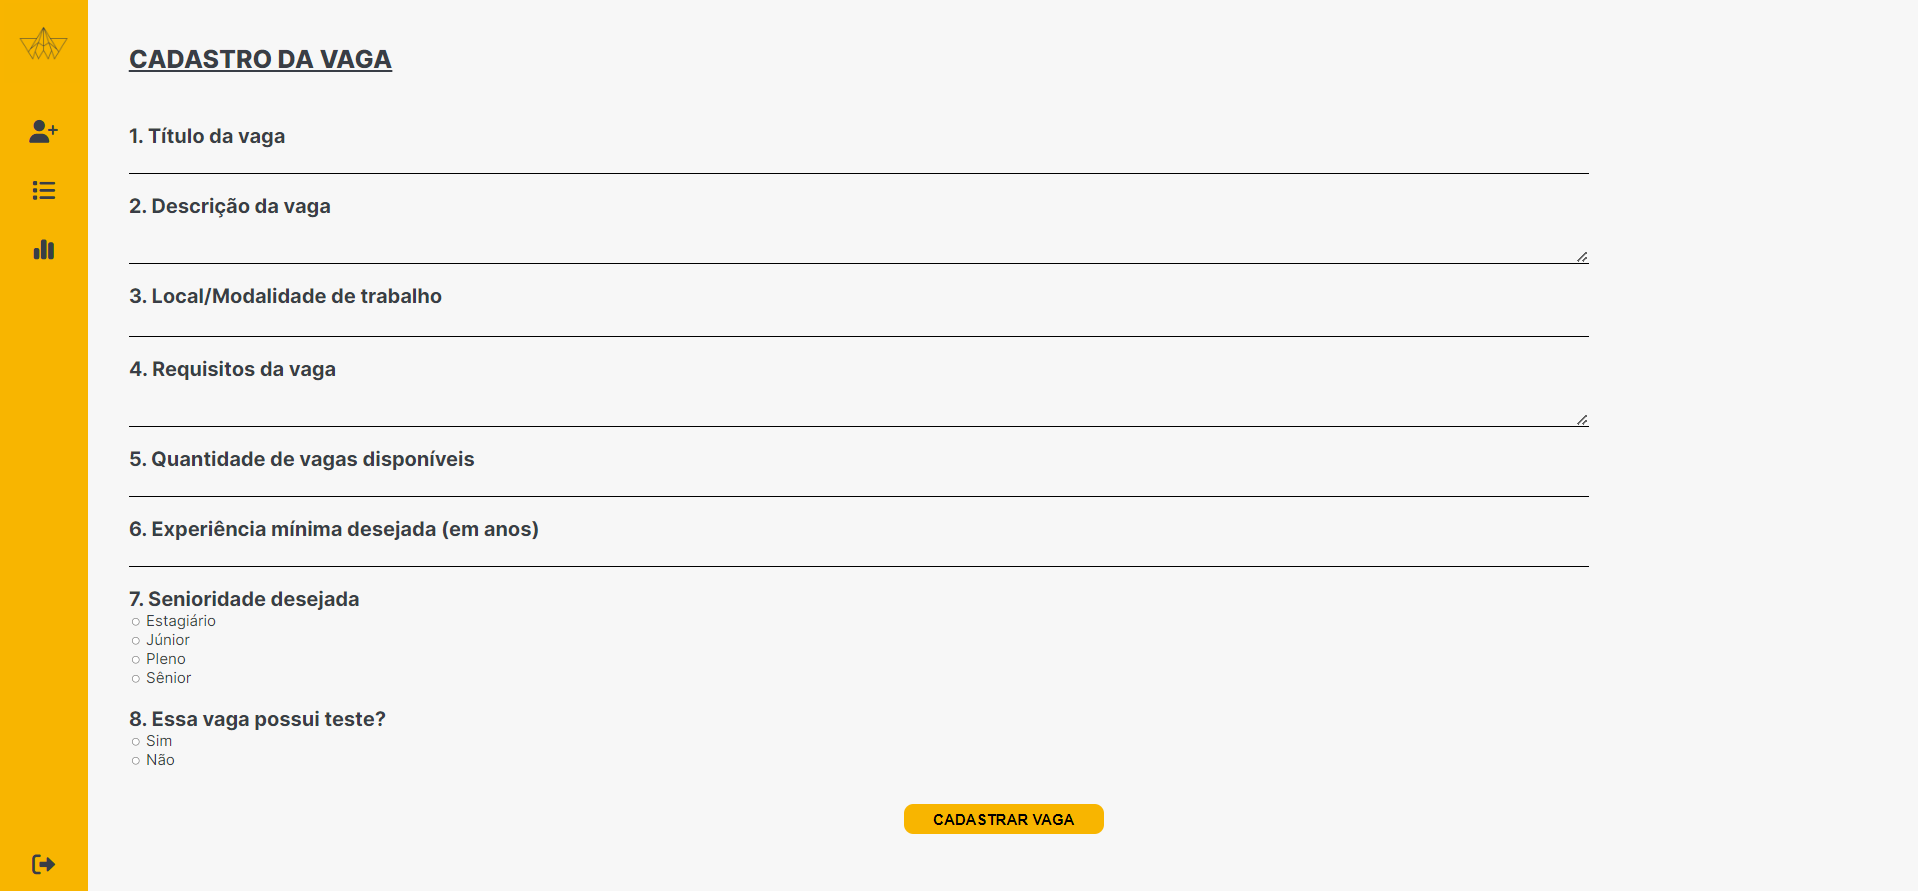 CADASTRO DA VAGA
1. Título da vaga
2. Descrição da vaga
3. Local/Modalidade de trabalho
4. Requisitos da vaga
5. Quantidade de vagas disponíveis
6. Experiência mínima desejada (em anos)
7. Senioridade desejada
Estagiário
Júnior
Pleno
Sênior
8. Essa vaga possui teste?
Sim
Não
CADASTRAR VAGA